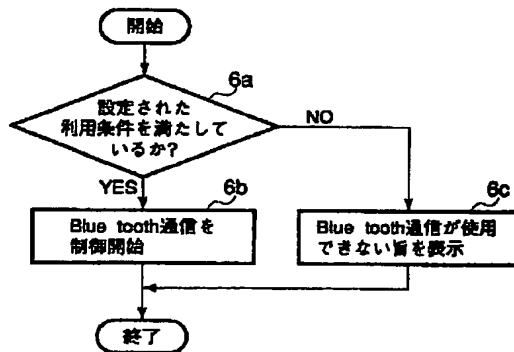 開始
6a
設定された
利用条件を満たして
いるか?
NO
YES
6b
6c
Blue tooth通信を
制御開始
Blue tooth通信が使用
できない旨を表示
終了